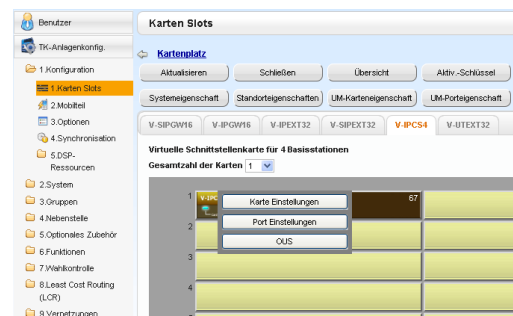 Benutzer
TK-Anlagenkonfig.
1.Konfiguration
1.Karten Slots
2.Mobilteil
3.Optionen
4.Synchronisation
5.DSP-
Ressourcen
2.System
3.Gruppen
4.Nebenstelle
5.Optionales Zubehör
6.Funktionen
7.Wahlkontrolle
8.Least Cost Routing
(LCR)
9.Vernetzungen
Karten Slots
Kartenplatz
Aktualisieren
Schließen
Übersicht
Aktiv.-Schlüssel
Systemeigenschaft
Standorteigenschaften
UM-Karteneigenschaft
UM-Porteigenschaft
V-SIPGW16
V-IPGW16
V-IPEXT32
V-SIPEXT32
V-IPCS4
V-UTEXT32
Virtuelle Schnittstellenkarte für 4 Basisstationen
Gesamtzahl der Karten 1
1
V-IPC
67
Karte Einstellungen
Port Einstellungen
OUS
2
3
4